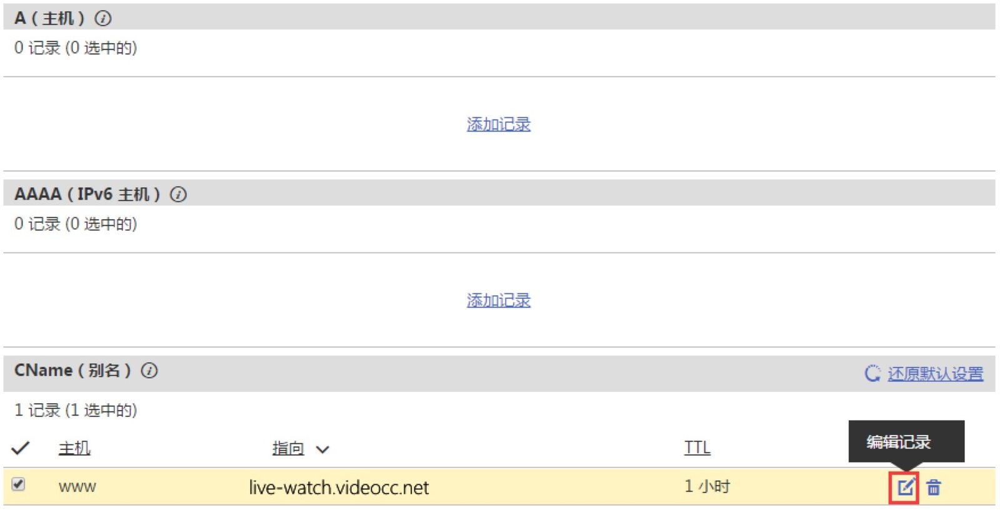 A（主机）
0 记录 (0 选中的)
添加记录
AAAA（IPv6 主机）
0 记录 (0 选中的)
添加记录
CName（别名）
还原默认设置
1 记录 (1 选中的)
编辑记录
主机 指向 TTL
www live-watch.videocc.net 1 小时